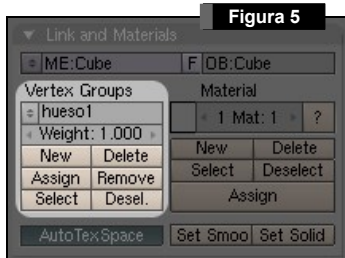 Figura 5
Link and Materials
ME:Cube F OB:Cube
Vertex Groups Material
hueso1 1 Mat: 1 ?
Weight: 1.000
New Delete New Delete
Assign Remove Select Deselect
Select Desel. Assign
AutoTexSpace Set Smoo Set Solid